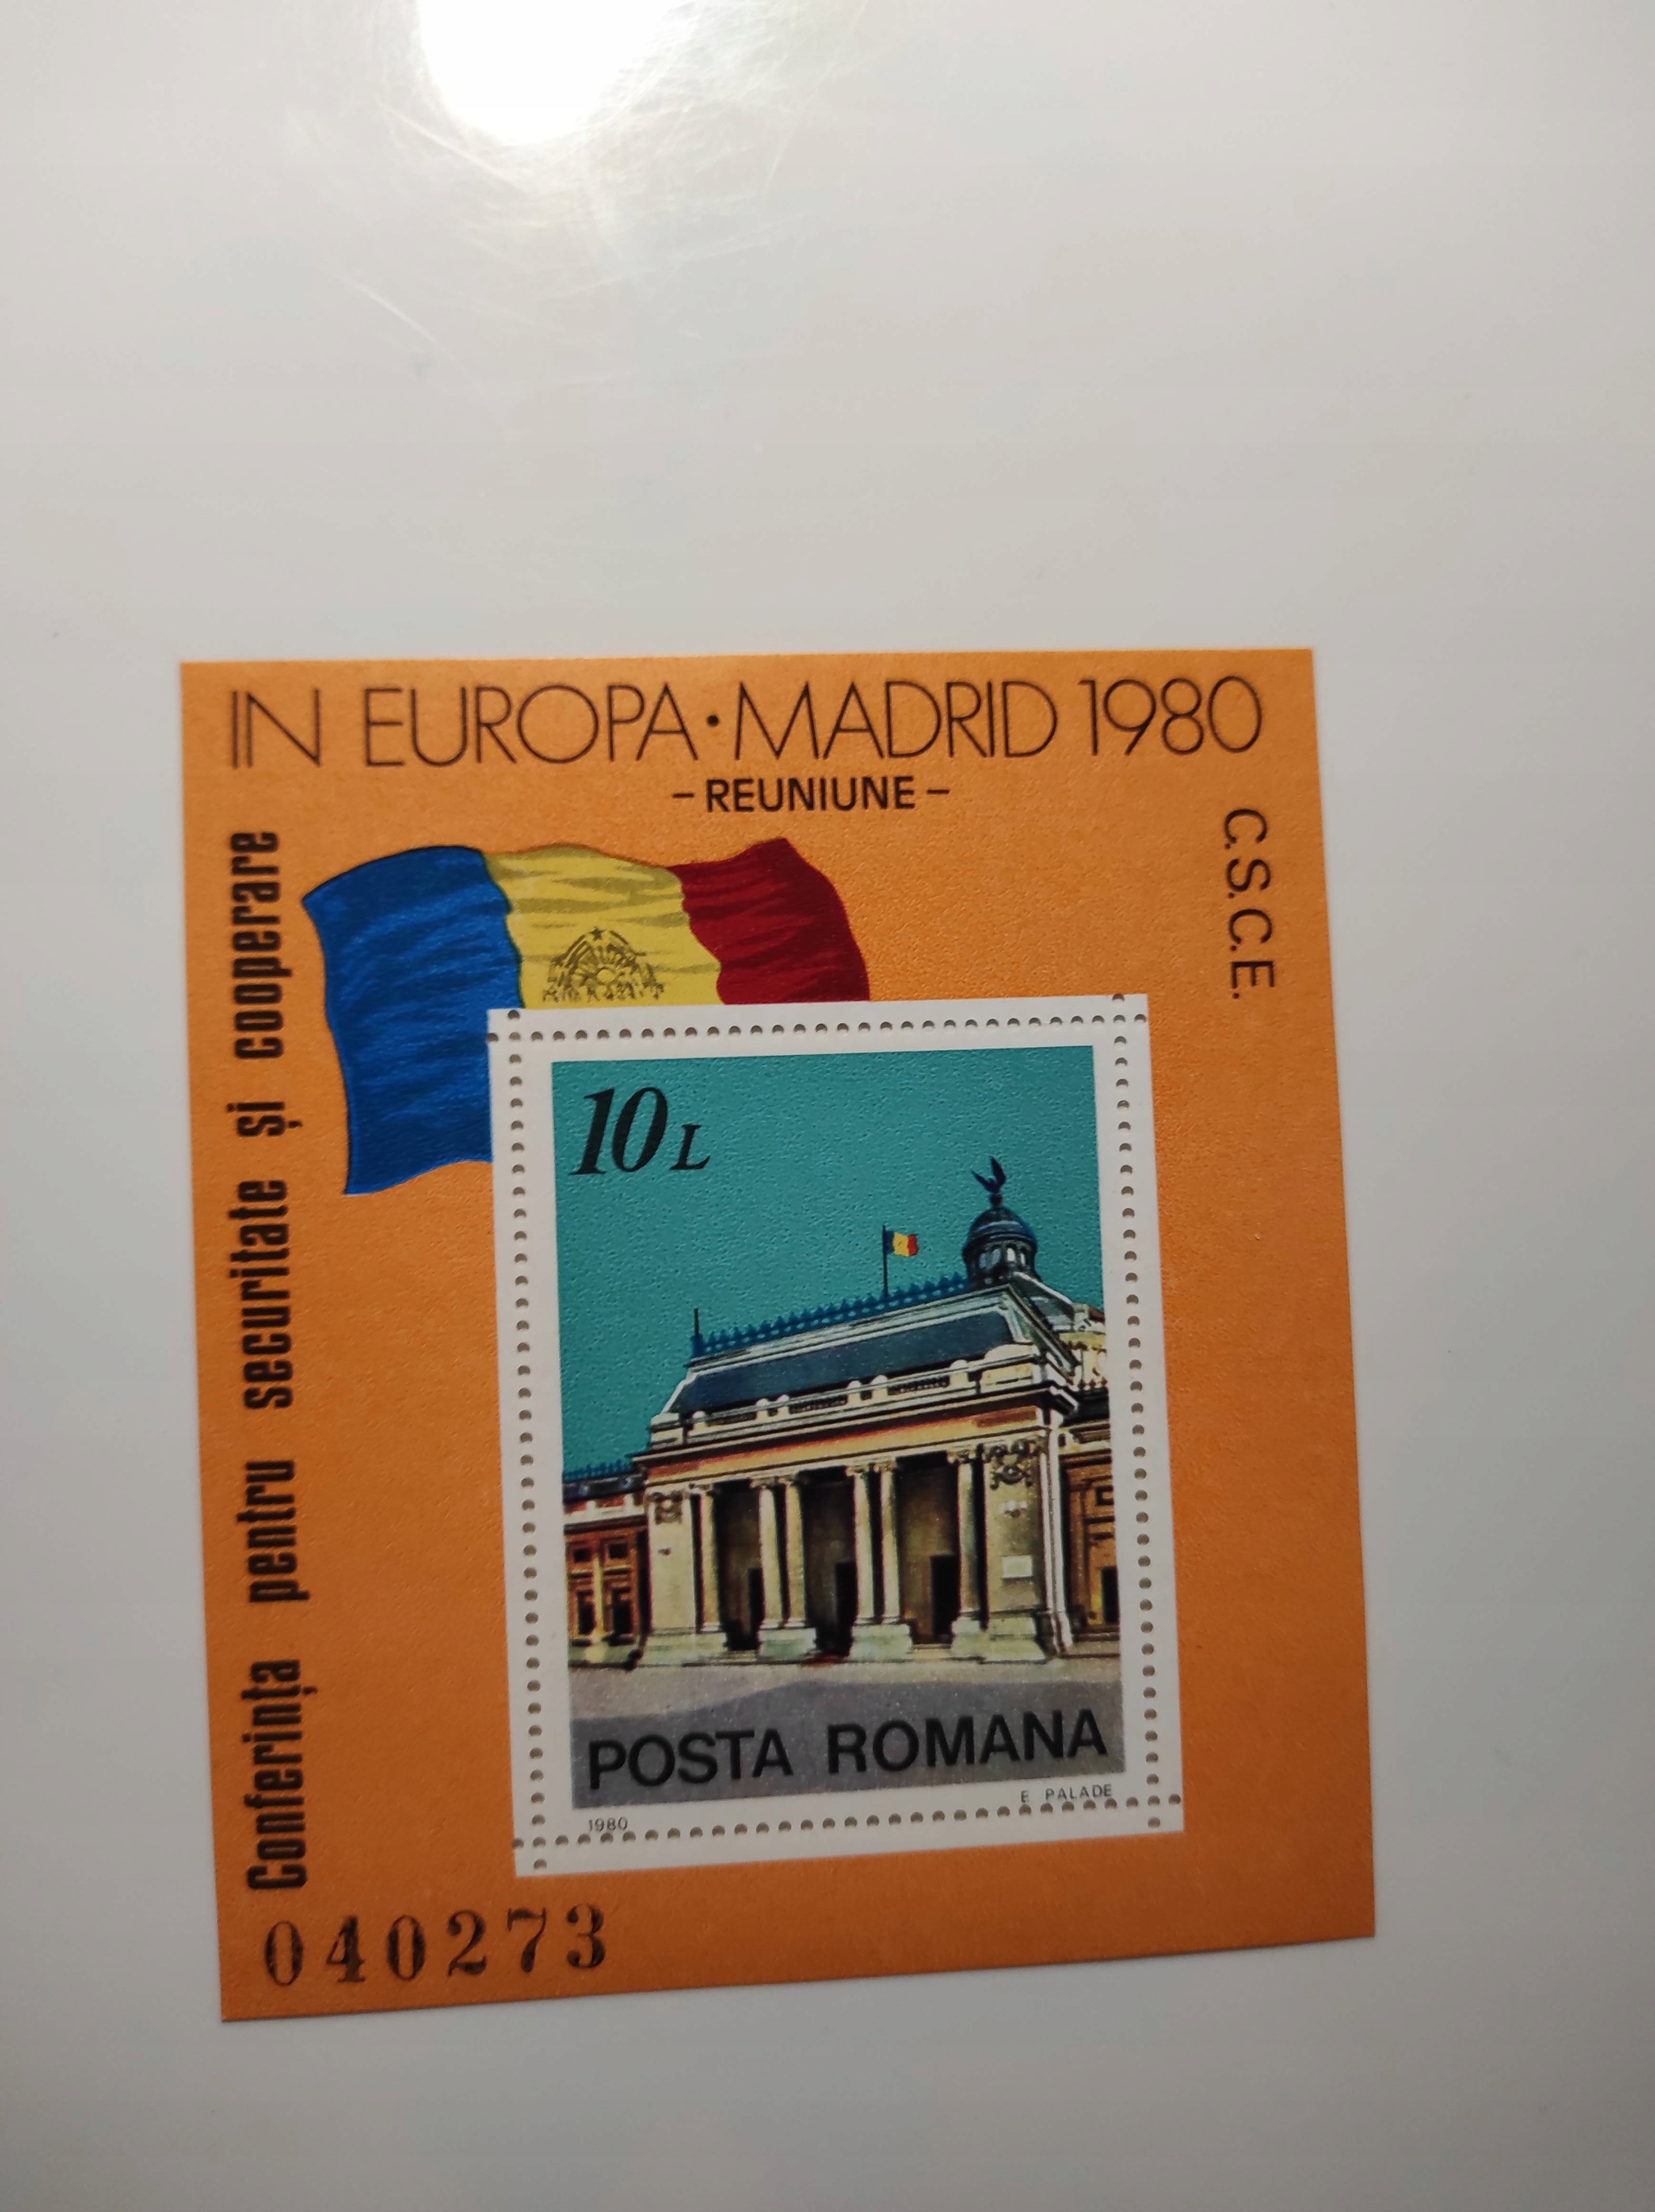 Conferința pentru securitate și cooperare
IN EUROPA·MADRID 1980
-REUNIUNE-
C.S.C.E.
10L
POSTA ROMANA
1980
E PALADE
040273